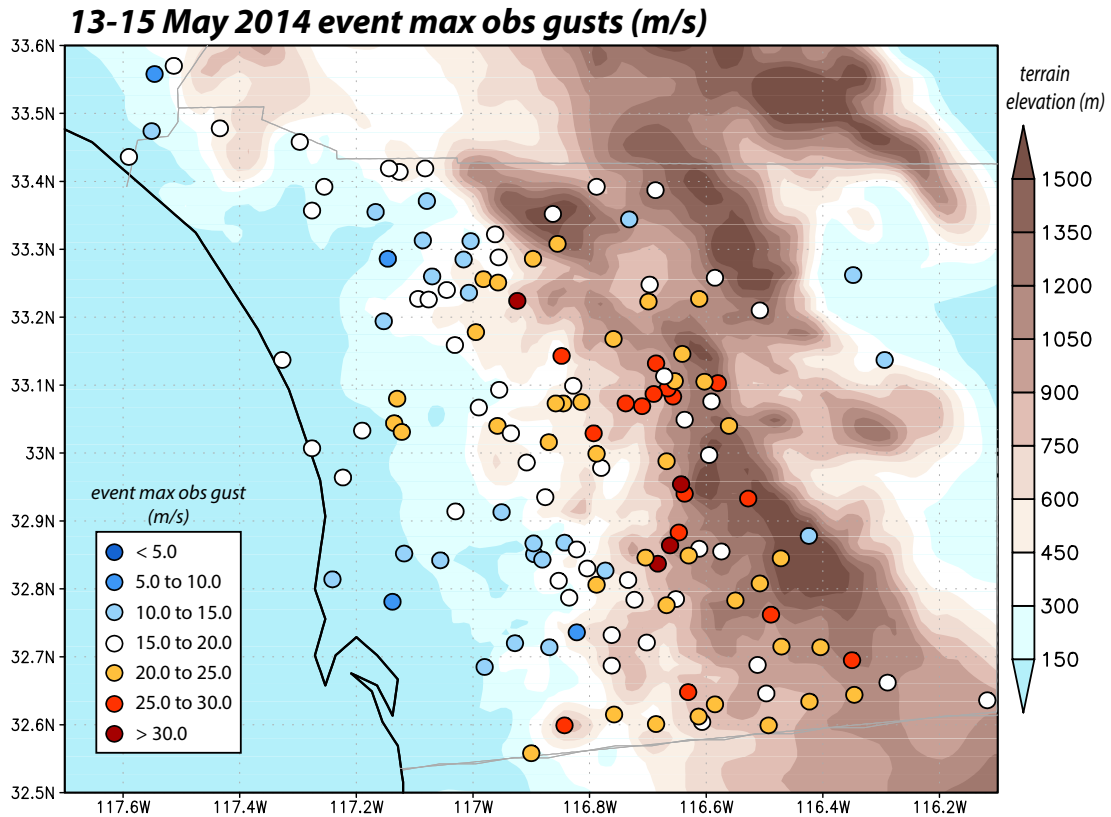 13-15 May 2014 event max obs gusts (m/s)
33.6N
33.5N
33.4N
33.3N
33.2N
33.1N
33N
32.9N
32.8N
32.7N
32.6N
32.5N
117.6W
117.4W
117.2W
117W
116.8W
116.6W
116.4W
116.2W
event max obs gust
(m/s)
< 5.0
5.0 to 10.0
10.0 to 15.0
15.0 to 20.0
20.0 to 25.0
25.0 to 30.0
> 30.0
terrain
elevation (m)
1500
1350
1200
1050
900
750
600
450
300
150